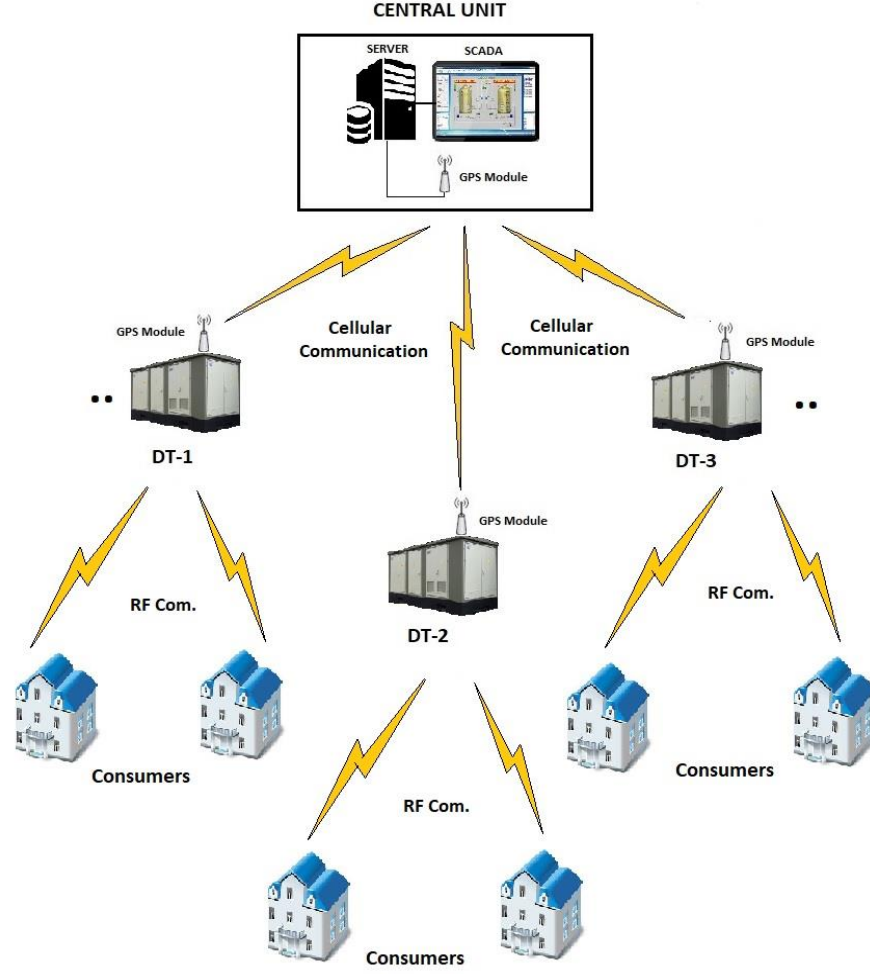 CENTRAL UNIT
SERVER
SCADA
GPS Module
GPS Module
Cellular
Communication
Cellular
Communication
GPS Module
..
..
DT-1
DT-3
GPS Module
RF Com.
RF Com.
DT-2
Consumers
Consumers
RF Com.
Consumers